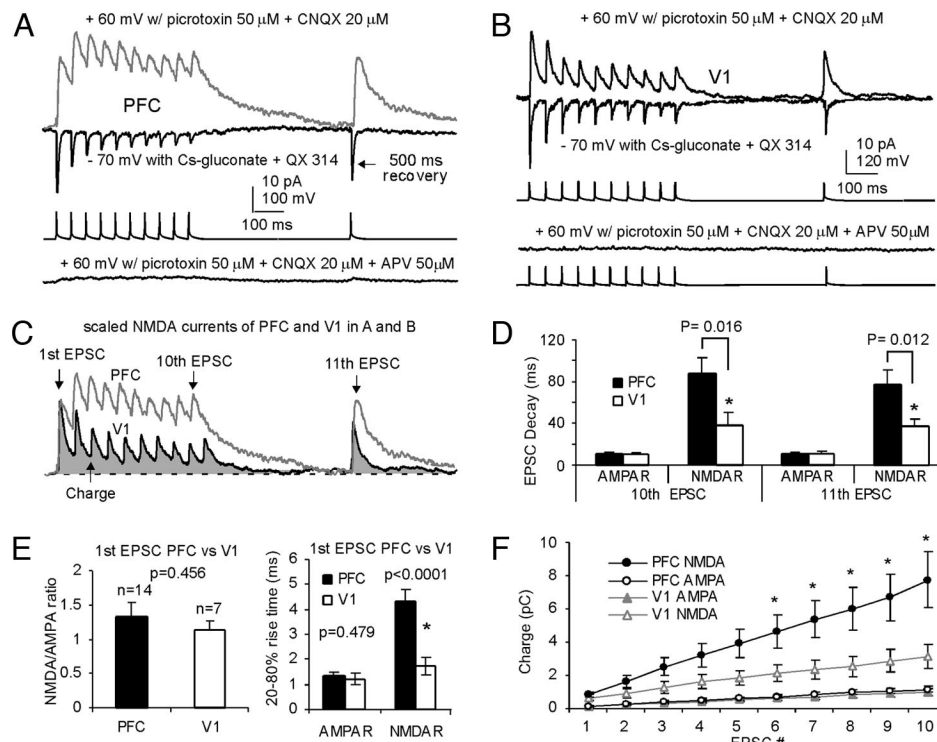 A
+ 60 mV w/ picrotoxin 50 μM + CNQX 20 μM
PFC
- 70 mV with Cs-gluconate + QX 314
500 ms
recovery
10 pA
100 mV
100 ms
+ 60 mV w/ picrotoxin 50 μM + CNQX 20 μM + APV 50μM
B
+ 60 mV w/ picrotoxin 50 μM + CNQX 20 μM
V1
- 70 mV with Cs-gluconate + QX 314
10 pA
120 mV
100 ms
+ 60 mV w/ picrotoxin 50 μM + CNQX 20 μM + APV 50μM
C
scaled NMDA currents of PFC and V1 in A and B
1st EPSC
PFC
10th EPSC
11th EPSC
V1
Charge
D
P= 0.016
P= 0.012
EPSC Decay (ms)
120
80
40
0
PFC
V1
*
*
AMPAR
NMDAR
AMPAR
NMDAR
10th EPSC
11th EPSC
E
1st EPSC PFC vs V1
p=0.456
NMDA/AMPA ratio
2
1.5
1
0.5
0
n=14
n=7
PFC
V1
1st EPSC PFC vs V1
20-80% rise time (ms)
6
5
4
3
2
1
0
PFC
V1
p<0.0001
p=0.479
*
AMPAR
NMDAR
F
Charge (pC)
10
8
6
4
2
0
PFC NMDA
PFC AMPA
V1 AMPA
V1 NMDA
* * * * *
1 2 3 4 5 6 7 8 9 10
EPSC #